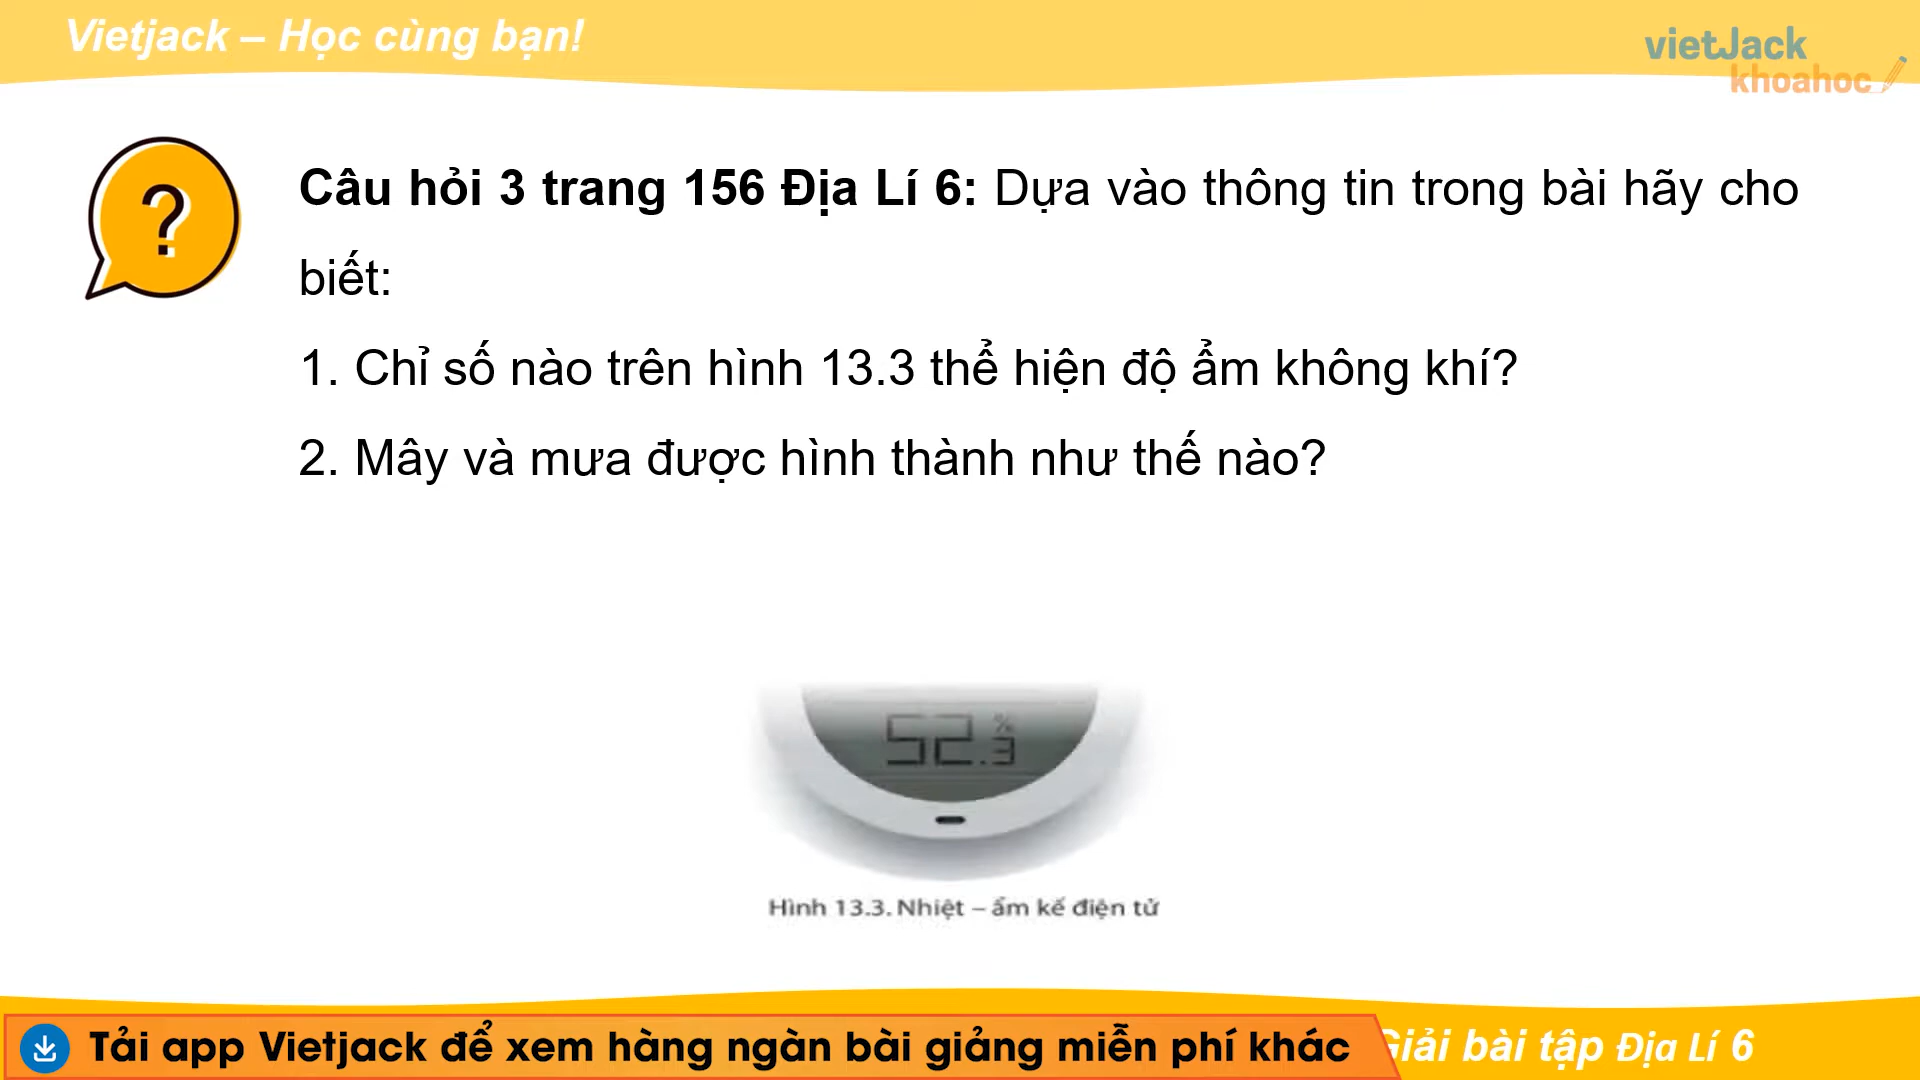 Vietjack – Học cùng bạn!
vietJack
khoahoc
?
Câu hỏi 3 trang 156 Địa Lí 6: Dựa vào thông tin trong bài hãy cho
biết:
1. Chỉ số nào trên hình 13.3 thể hiện độ ẩm không khí?
2. Mây và mưa được hình thành như thế nào?
52.3 %
Hình 13.3. Nhiệt – ẩm kế điện tử
Tải app Vietjack để xem hàng ngàn bài giảng miễn phí khác
Giải bài tập Địa Lí 6